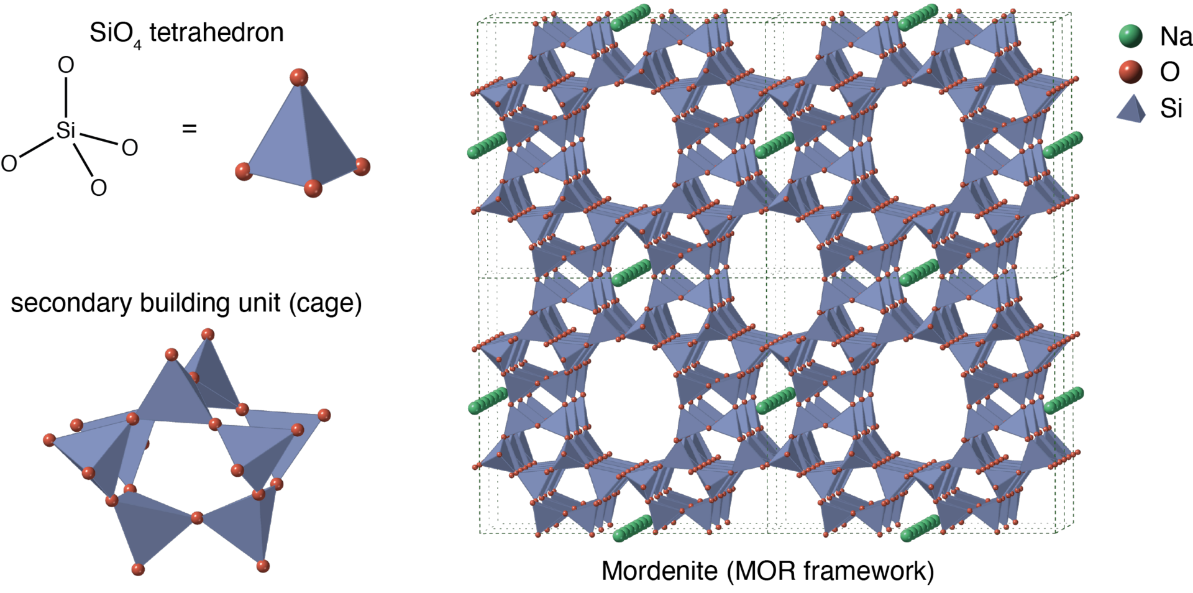 SiO4 tetrahedron
O
Si
O
O
O
=
secondary building unit (cage)
Na
O
Si
Mordenite (MOR framework)